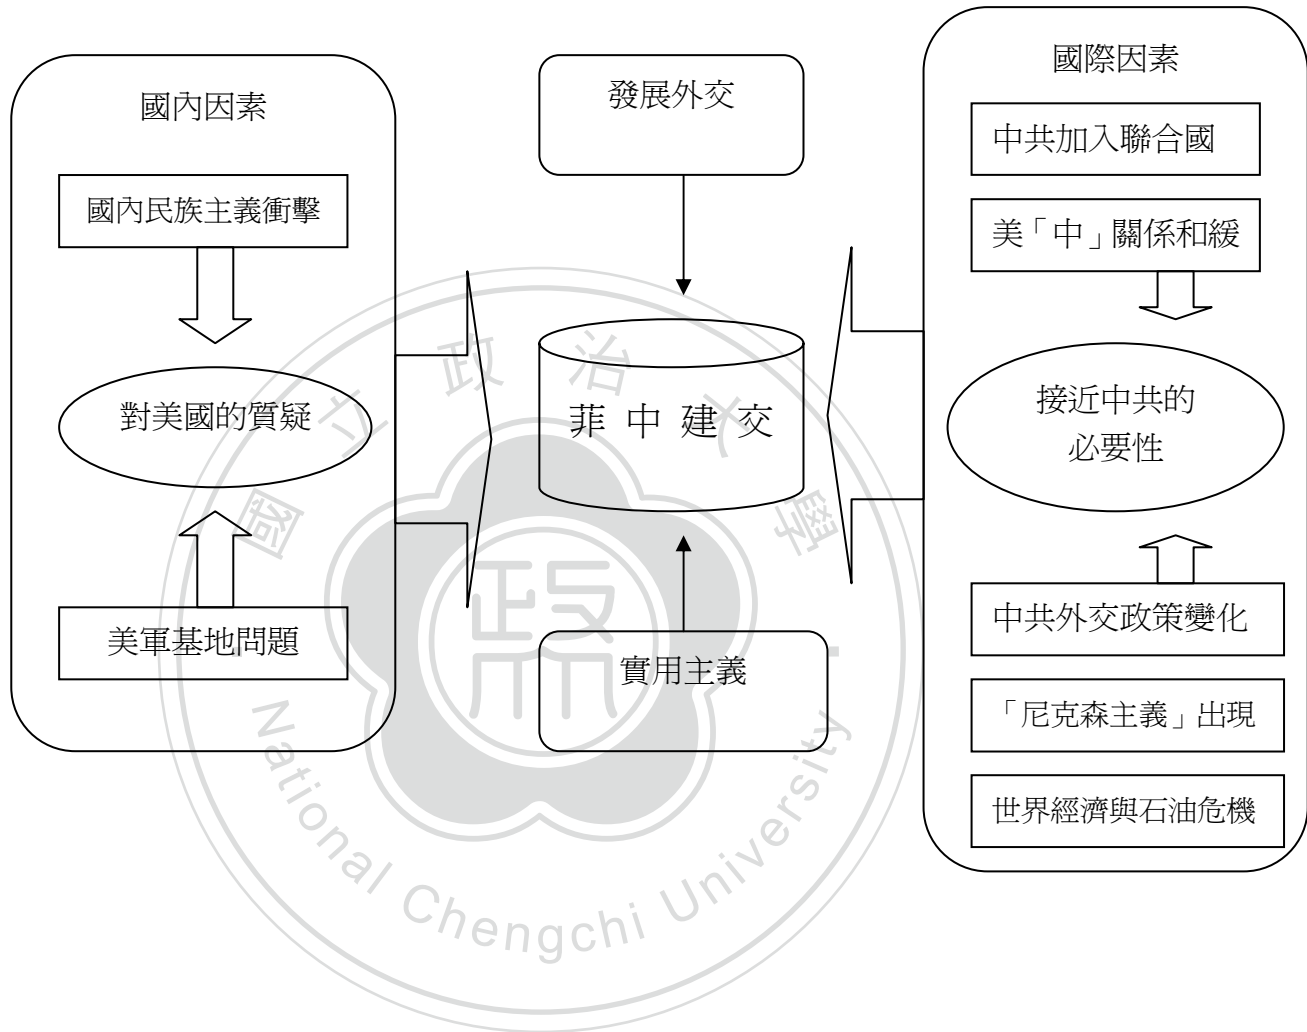 國內因素
國內民族主義衝擊
對美國的質疑
美軍基地問題
發展外交
菲中建交
實用主義
國際因素
中共加入聯合國
美「中」關係和緩
接近中共的
必要性
中共外交政策變化
「尼克森主義」出現
世界經濟與石油危機
國立政治大學
政
National Chengchi University